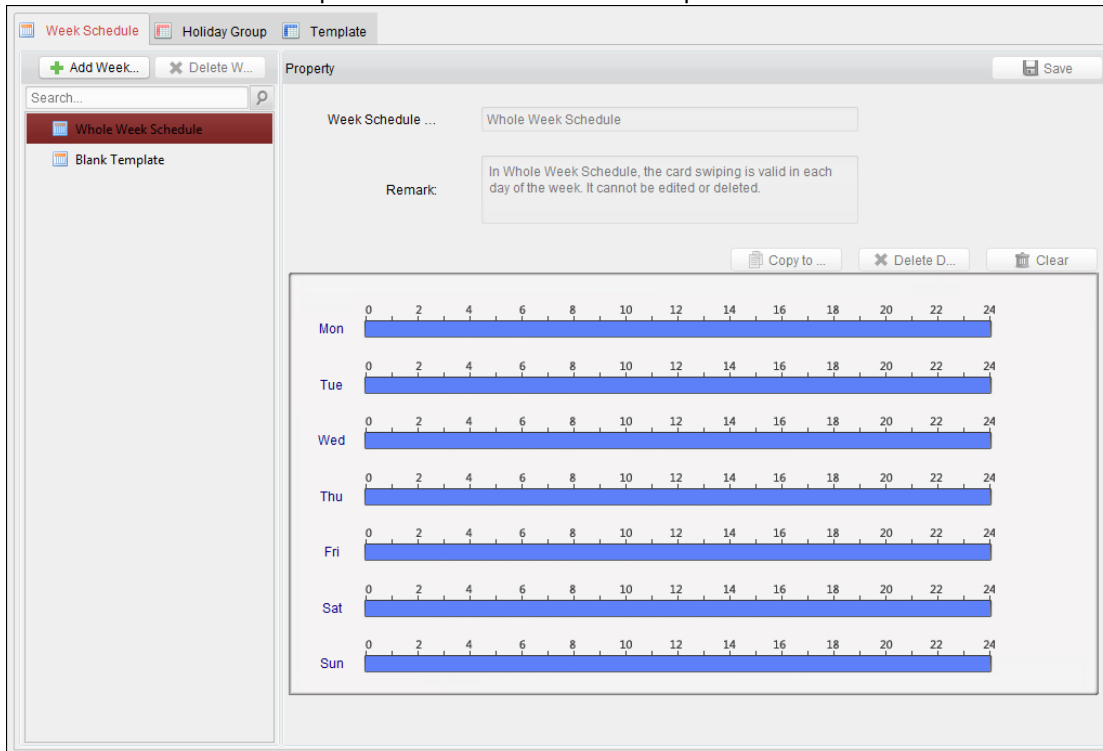 Week Schedule Holiday Group Template
Add Week... Delete W...
Property
Save
Search...
Whole Week Schedule
Blank Template
Week Schedule ...
Whole Week Schedule
Remark:
In Whole Week Schedule, the card swiping is valid in each
day of the week. It cannot be edited or deleted.
Copy to ... Delete D... Clear
0 2 4 6 8 10 12 14 16 18 20 22 24
Mon
0 2 4 6 8 10 12 14 16 18 20 22 24
Tue
0 2 4 6 8 10 12 14 16 18 20 22 24
Wed
0 2 4 6 8 10 12 14 16 18 20 22 24
Thu
0 2 4 6 8 10 12 14 16 18 20 22 24
Fri
0 2 4 6 8 10 12 14 16 18 20 22 24
Sat
0 2 4 6 8 10 12 14 16 18 20 22 24
Sun